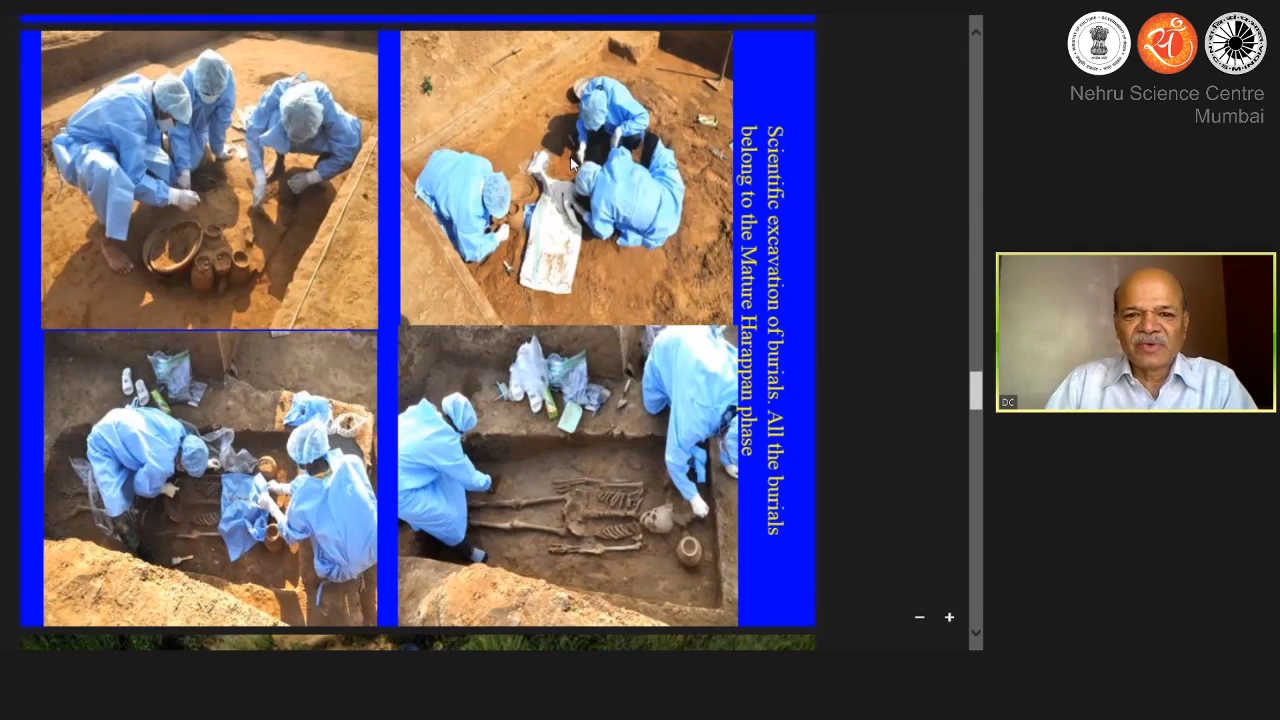 Scientific excavation of burials. All the burials
belong to the Mature Harappan phase
Nehru Science Centre
Mumbai
DC